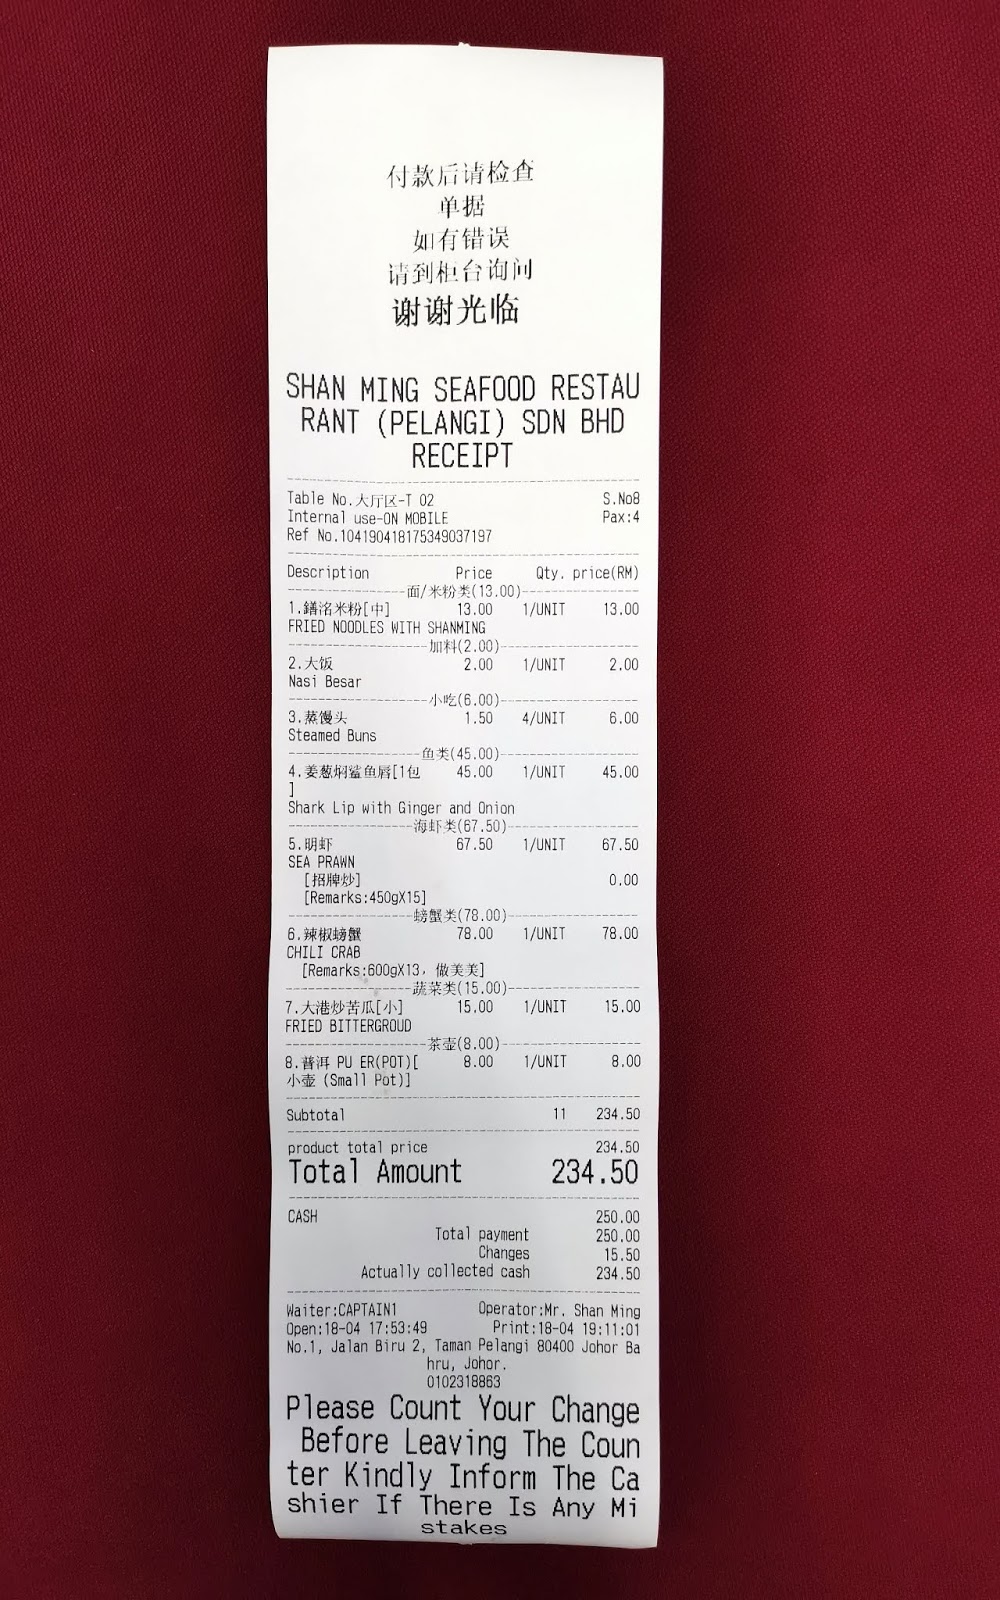 付款后请检查
单据
如有错误
请到柜台询问
谢谢光临
SHAN MING SEAFOOD RESTAU
RANT (PELANGI) SDN BHD
RECEIPT
Table No.大厅区-T 02 S.No8
Internal use-ON MOBILE Pax:4
Ref No.104190418175349037197
Description Price Qty. price(RM)
面/米粉类(13.00)
1.鐥洺米粉[中] 13.00 1/UNIT 13.00
FRIED NOODLES WITH SHANMING
加料(2.00)
2.大饭 2.00 1/UNIT 2.00
Nasi Besar
小吃(6.00)
3.蒸馒头 1.50 4/UNIT 6.00
Steamed Buns
鱼类(45.00)
4.姜葱焖鲨鱼唇[1包 45.00 1/UNIT 45.00
]
Shark Lip with Ginger and Onion
海虾类(67.50)
5.明虾 67.50 1/UNIT 67.50
SEA PRAWN
[招牌炒] 0.00
[Remarks:450gX15]
螃蟹类(78.00)
6.辣椒螃蟹 78.00 1/UNIT 78.00
CHILI CRAB
[Remarks:600gX13, 做美美]
蔬菜类(15.00)
7.大港炒苦瓜[小] 15.00 1/UNIT 15.00
FRIED BITTERGROUD
茶壶(8.00)
8.普洱 PU ER(POT)[ 8.00 1/UNIT 8.00
小壶 (Small Pot)]
Subtotal 11 234.50
product total price 234.50
Total Amount 234.50
CASH 250.00
Total payment 250.00
Changes 15.50
Actually collected cash 234.50
Waiter:CAPTAIN1 Operator:Mr. Shan Ming
Open:18-04 17:53:49 Print:18-04 19:11:01
No.1, Jalan Biru 2, Taman Pelangi 80400 Johor Ba
hru, Johor.
0102318863
Please Count Your Change
Before Leaving The Coun
ter Kindly Inform The Ca
shier If There Is Any Mi
stakes